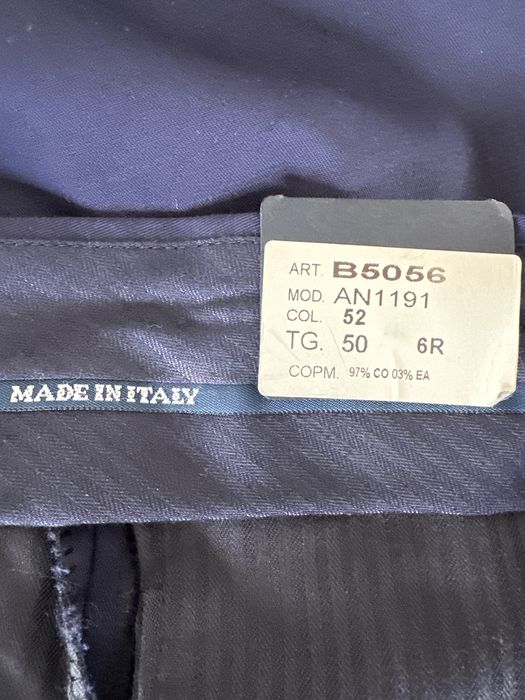 ART. B5056
MOD. AN1191
COL. 52
TG. 50 6R
COPM. 97% CO 03% EA
MADE IN ITALY